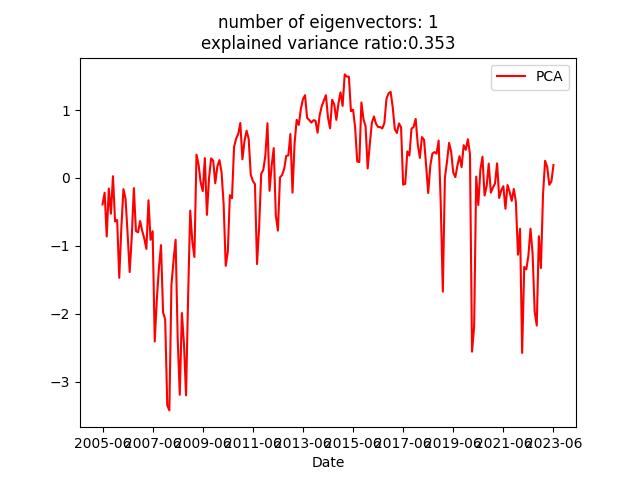 number of eigenvectors: 1
explained variance ratio:0.353
PCA
1
0
−1
−2
−3
2005-06 2007-06 2009-06 2011-06 2013-06 2015-06 2017-06 2019-06 2021-06 2023-06
Date